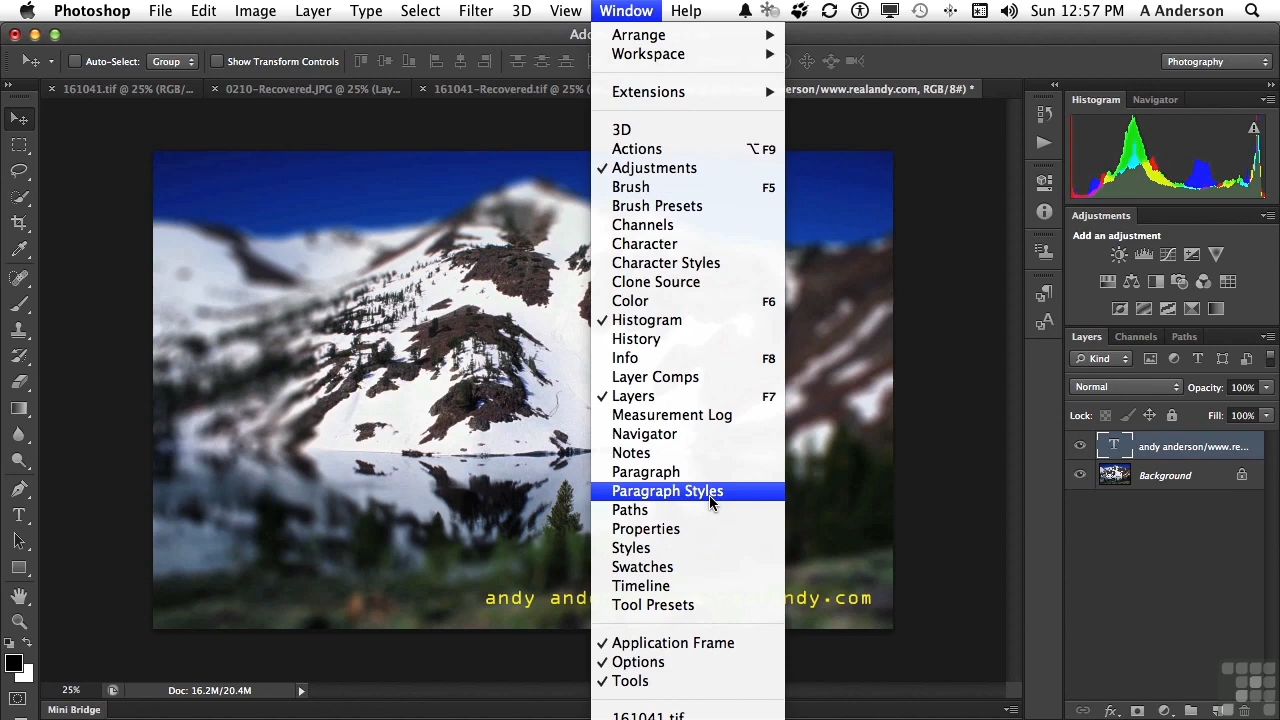 Photoshop File Edit Image Layer Type Select Filter 3D View Window Help Sun 12:57 PM A Anderson
Auto-Select: Group Show Transform Controls Photography
161041.tif @ 25% (RGB/... 0210-Recovered.JPG @ 25% (Lay... 161041-Recovered.tif @ 25% erson/www.realandy.com, RGB/8#) *
Arrange
Workspace
Extensions
3D
Actions ⌥F9
Adjustments
Brush F5
Brush Presets
Channels
Character
Character Styles
Clone Source
Color F6
Histogram
History
Info F8
Layer Comps
Layers F7
Measurement Log
Navigator
Notes
Paragraph
Paragraph Styles
Paths
Properties
Styles
Swatches
Timeline
Tool Presets
Application Frame
Options
Tools
161041.tif
Histogram Navigator
Adjustments
Add an adjustment
Layers Channels Paths
Kind
Normal Opacity: 100%
Lock: Fill: 100%
andy anderson/www.re...
Background
andy ndy.com
25% Doc: 16.2M/20.4M
Mini Bridge